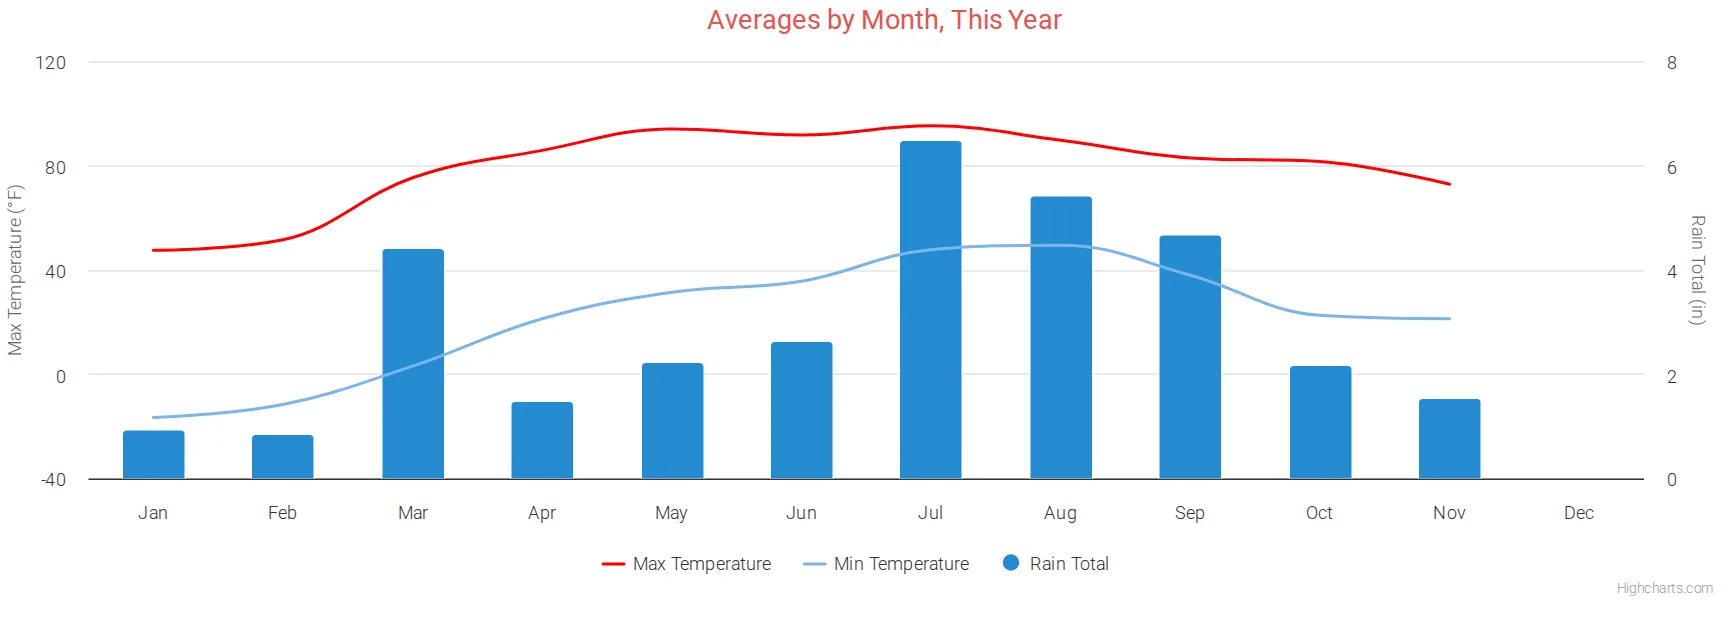 Averages by Month, This Year
120
80
40
0
-40
Max Temperature (°F)
8
6
4
2
0
Rain Total (in)
Jan Feb Mar Apr May Jun Jul Aug Sep Oct Nov Dec
Max Temperature Min Temperature Rain Total
Highcharts.com